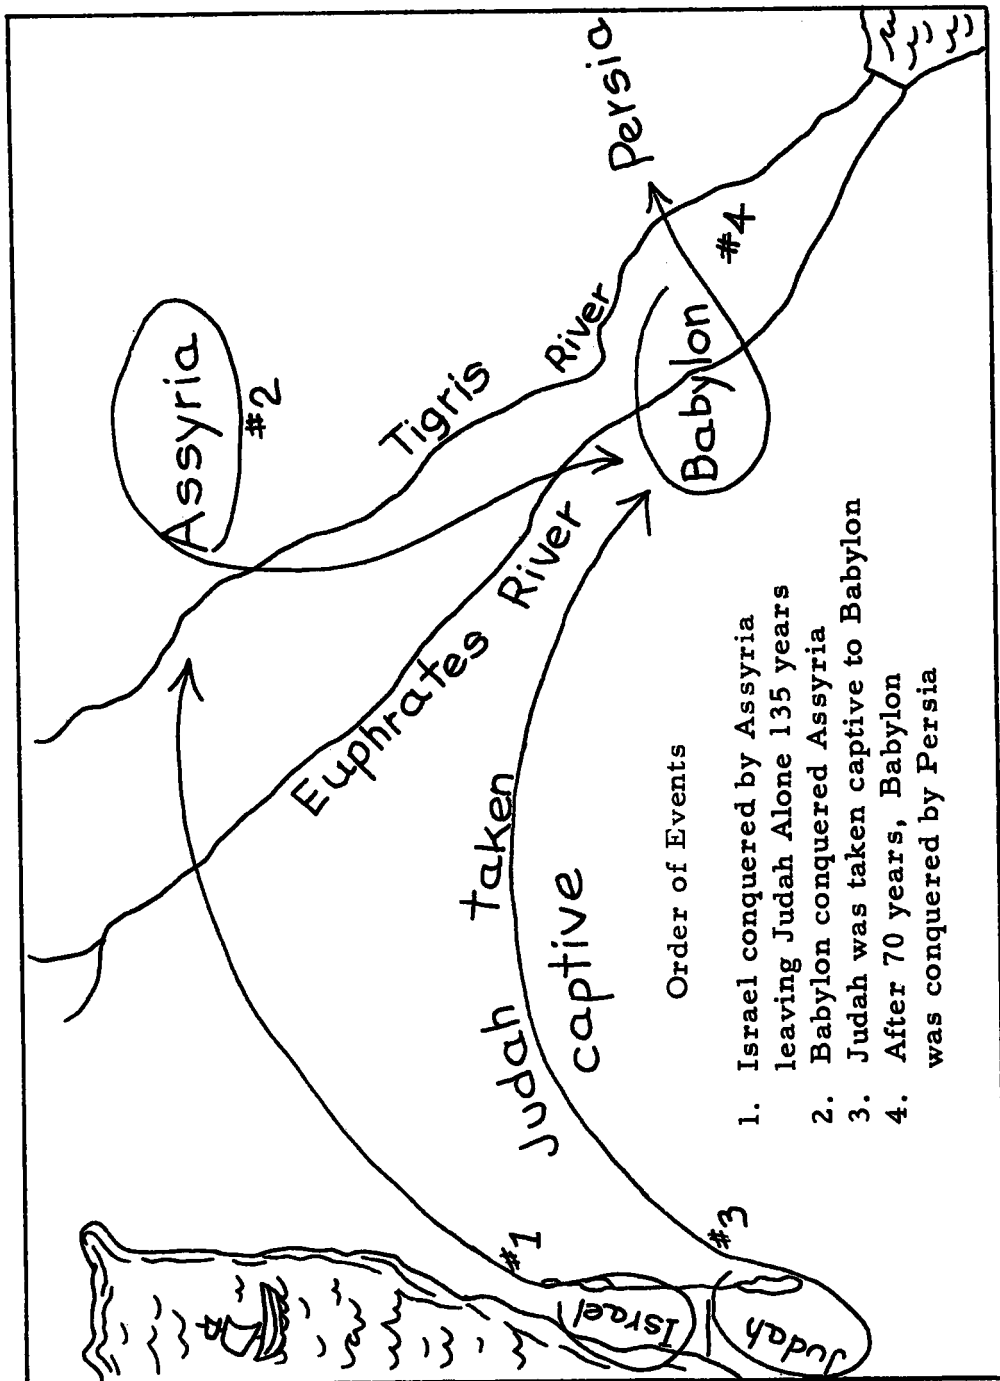 Assyria
#2
Tigris River
Persia
Euphrates River
Babylon
#4
Judah taken
captive
#1
Israel
#3
Judah
Order of Events
1. Israel conquered by Assyria
leaving Judah Alone 135 years
2. Babylon conquered Assyria
3. Judah was taken captive to Babylon
4. After 70 years, Babylon
was conquered by Persia